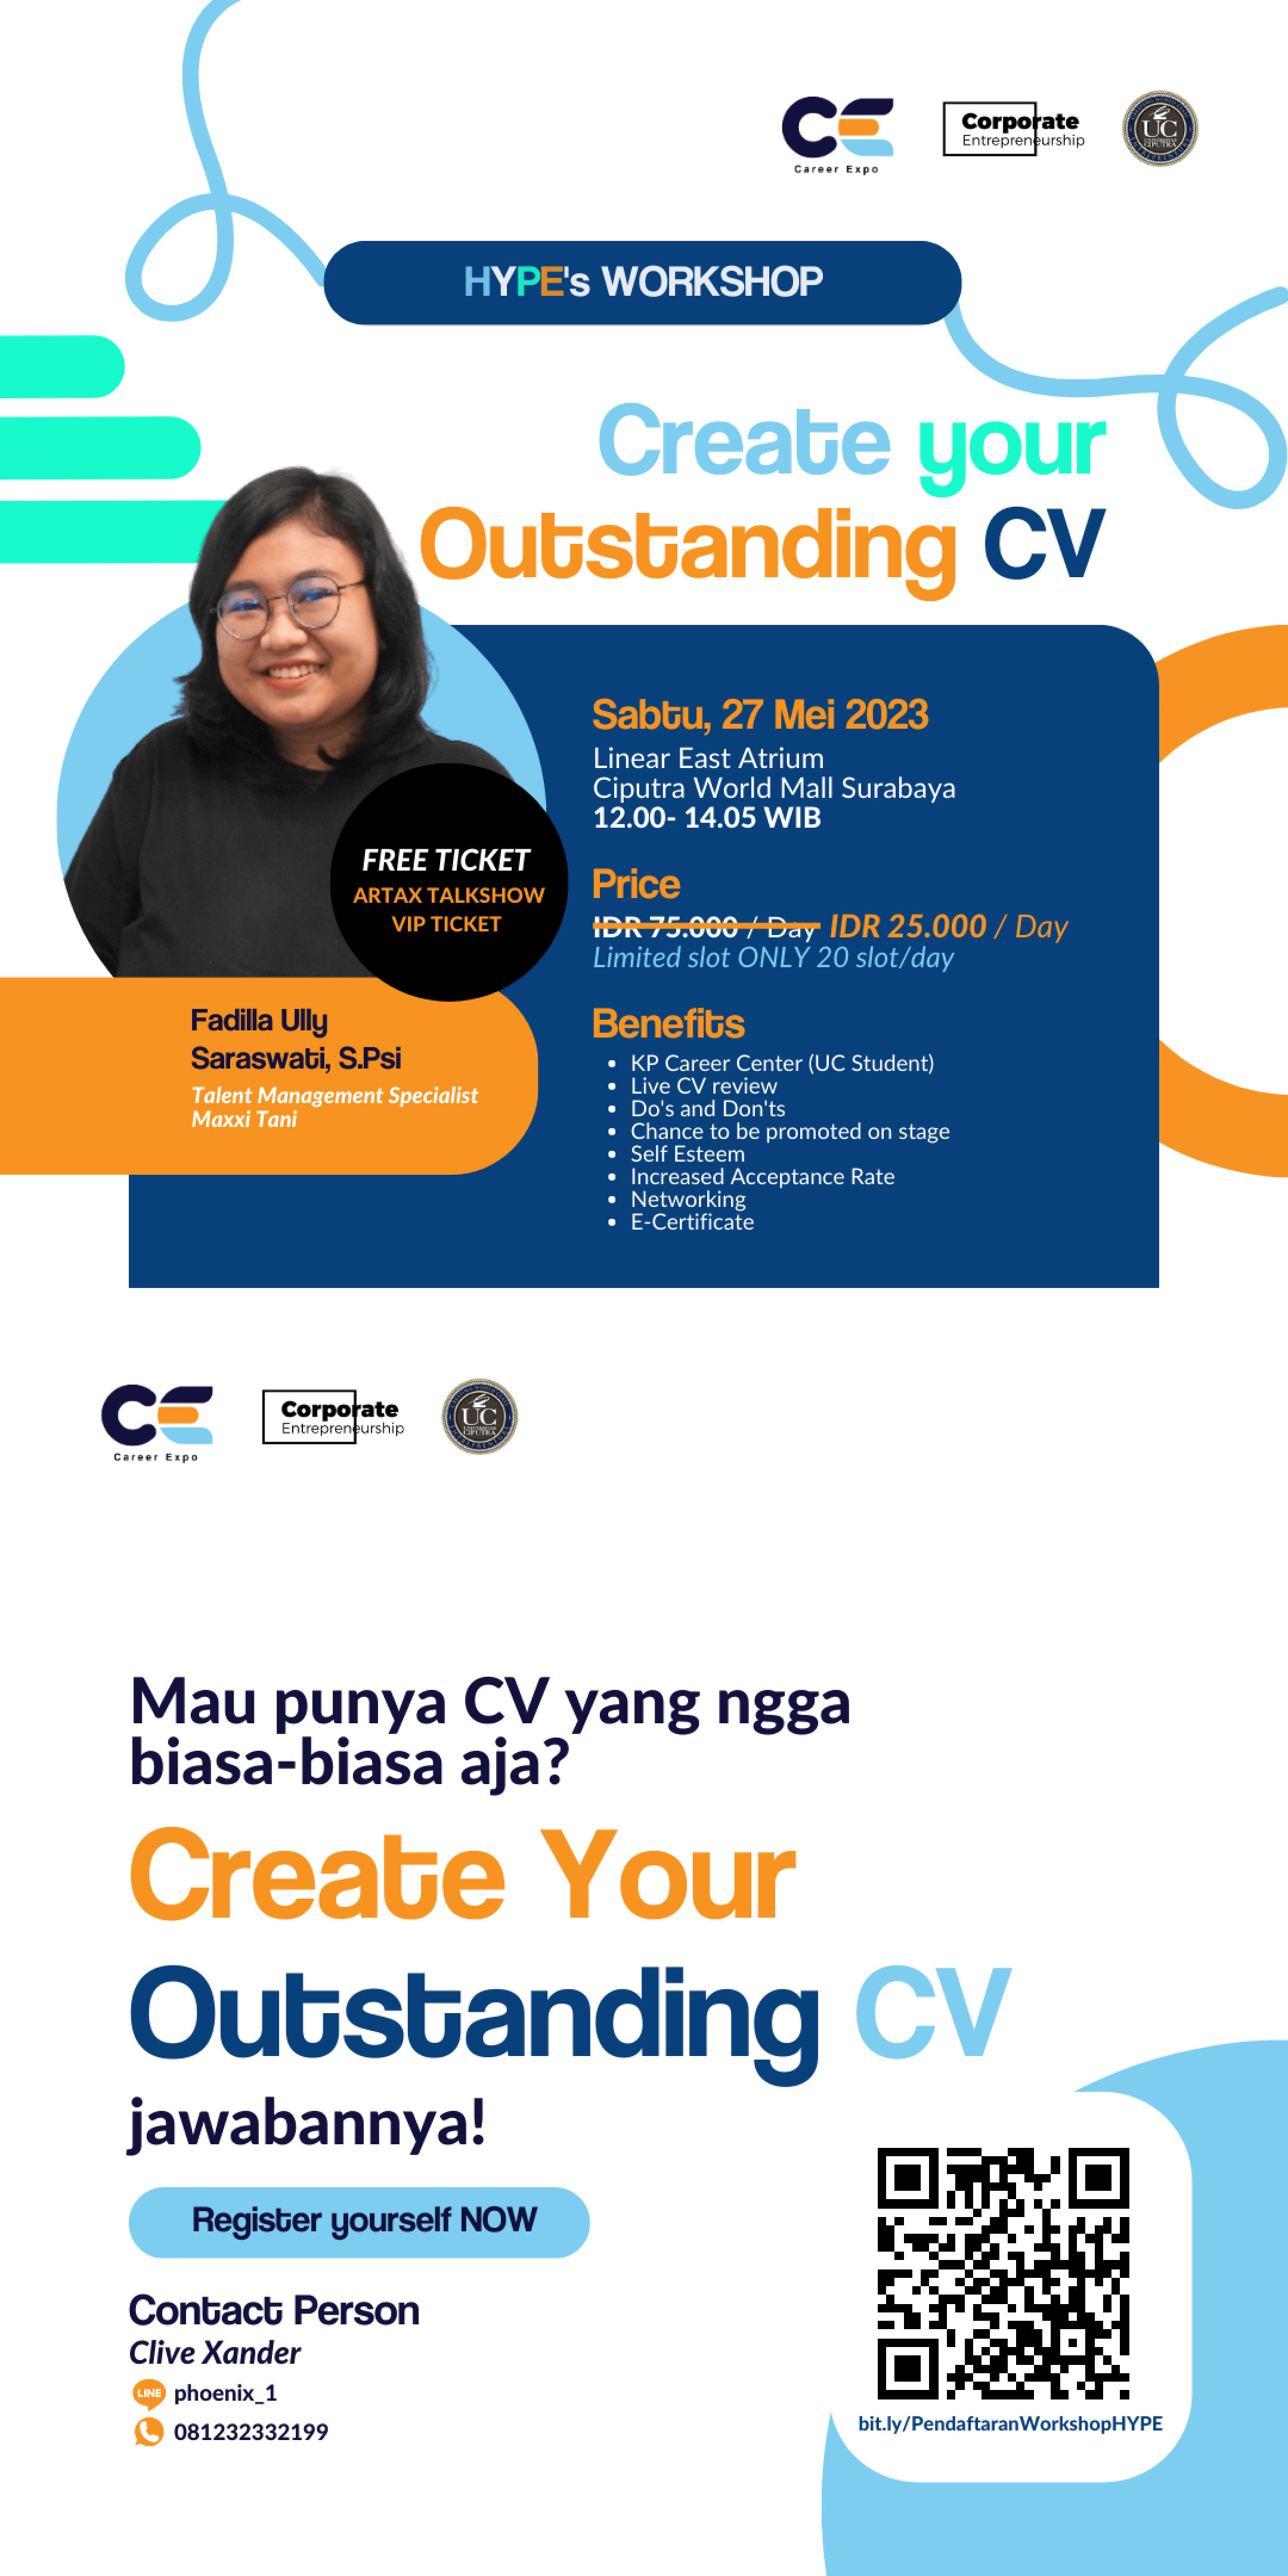 CE
Career Expo
Corporate
Entrepreneurship
UC
UNIVERSITAS
CIPUTRA
HYPE's WORKSHOP
Create your
Outstanding CV
Sabtu, 27 Mei 2023
Linear East Atrium
Ciputra World Mall Surabaya
12.00- 14.05 WIB
FREE TICKET
ARTAX TALKSHOW
VIP TICKET
Price
IDR 75.000 / Day IDR 25.000 / Day
Limited slot ONLY 20 slot/day
Fadilla Ully
Saraswati, S.Psi
Talent Management Specialist
Maxxi Tani
Benefits
• KP Career Center (UC Student)
• Live CV review
• Do's and Don'ts
• Chance to be promoted on stage
• Self Esteem
• Increased Acceptance Rate
• Networking
• E-Certificate
CE
Career Expo
Corporate
Entrepreneurship
UC
UNIVERSITAS
CIPUTRA
Mau punya CV yang ngga
biasa-biasa aja?
Create Your
Outstanding CV
jawabannya!
Register yourself NOW
Contact Person
Clive Xander
LINE phoenix_1
081232332199
bit.ly/PendaftaranWorkshopHYPE